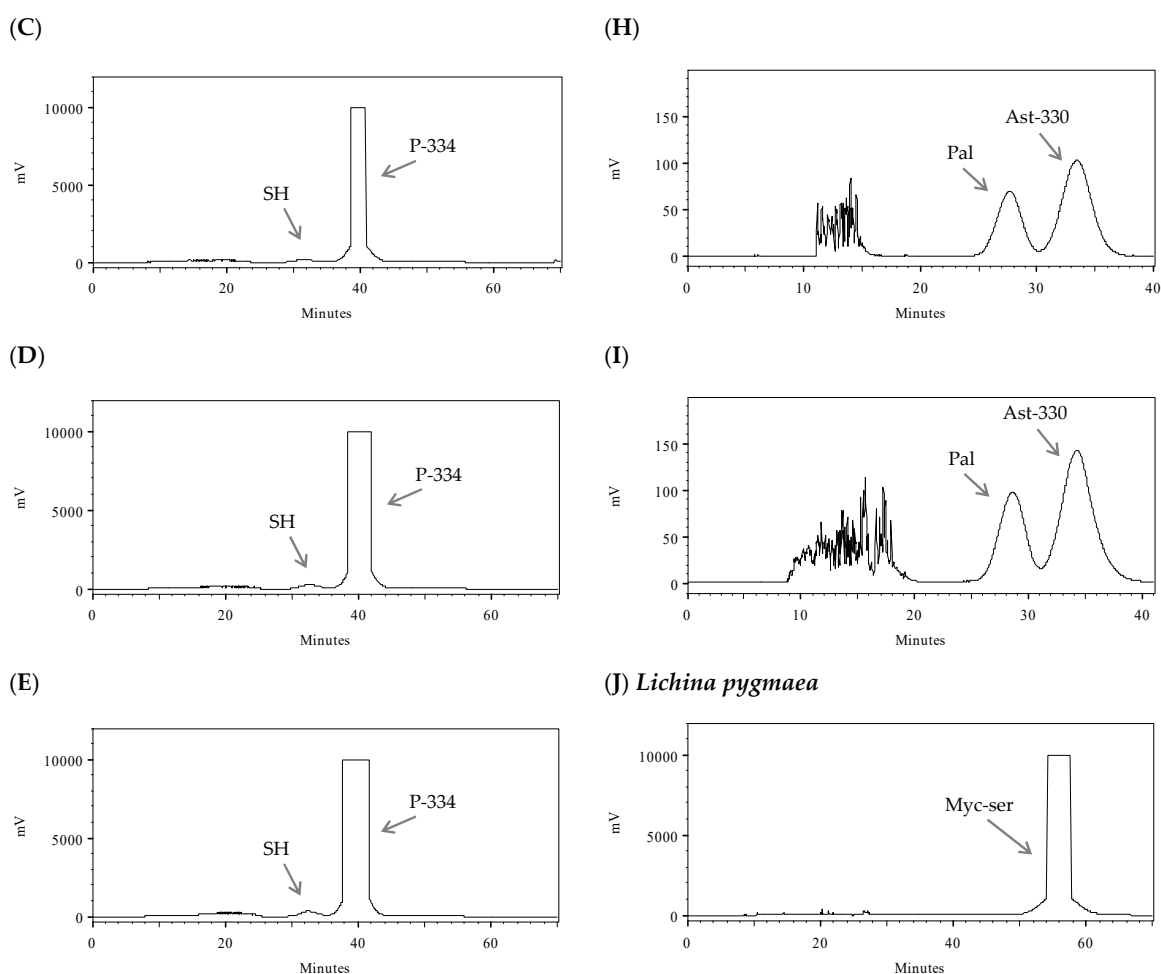 (C)
10000
5000
0
mV
P-334
SH
0 20 40 60
Minutes
(H)
150
100
50
0
mV
Pal
Ast-330
0 10 20 30 40
Minutes
(D)
10000
5000
0
mV
P-334
SH
0 20 40 60
Minutes
(I)
150
100
50
0
mV
Pal
Ast-330
0 10 20 30 40
Minutes
(E)
10000
5000
0
mV
P-334
SH
0 20 40 60
Minutes
(J) Lichina pygmaea
10000
5000
0
mV
Myc-ser
0 20 40 60
Minutes